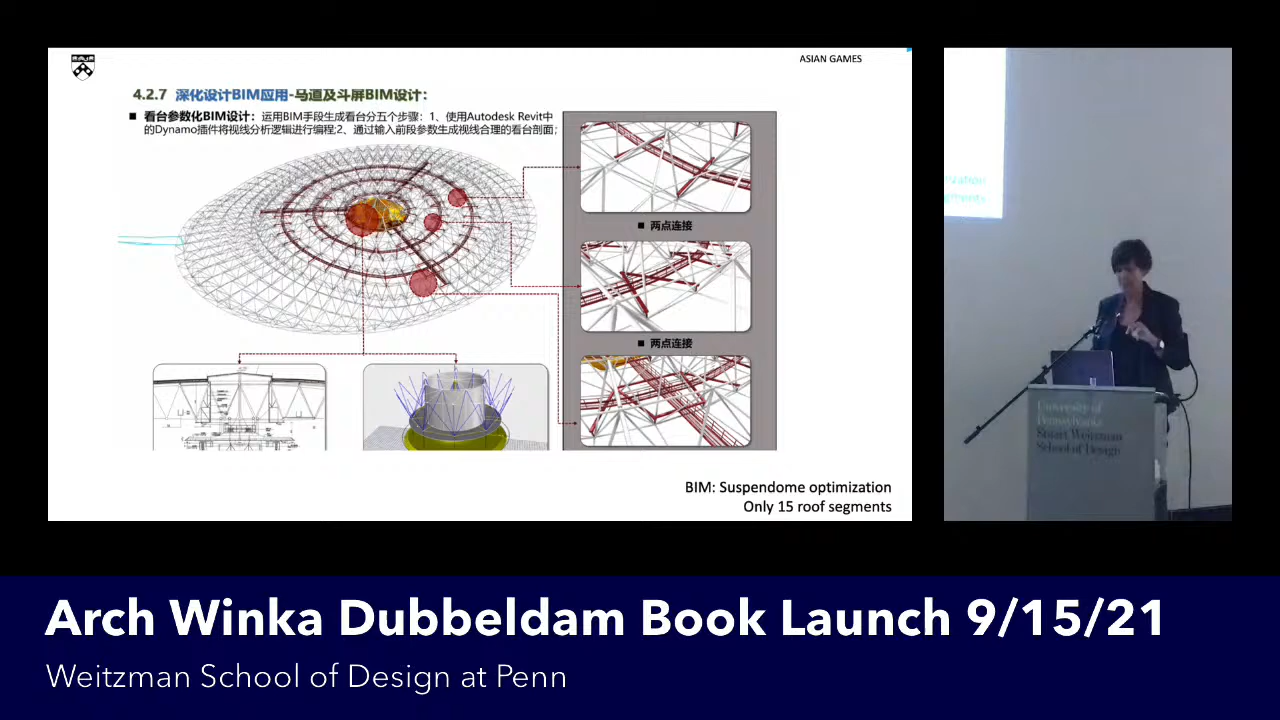 ASIAN GAMES
4.2.7 深化设计BIM应用-马道及斗屏BIM设计：
■ 看台参数化BIM设计：运用BIM手段生成看台分五个步骤：1、使用Autodesk Revit中
的Dynamo插件将视线分析逻辑进行编程;2、通过输入前段参数生成视线合理的看台剖面;
■ 两点连接
■ 两点连接
BIM: Suspendome optimization
Only 15 roof segments
University of
Pennsylvania
Stuart Weitzman
School of Design
Arch Winka Dubbeldam Book Launch 9/15/21
Weitzman School of Design at Penn